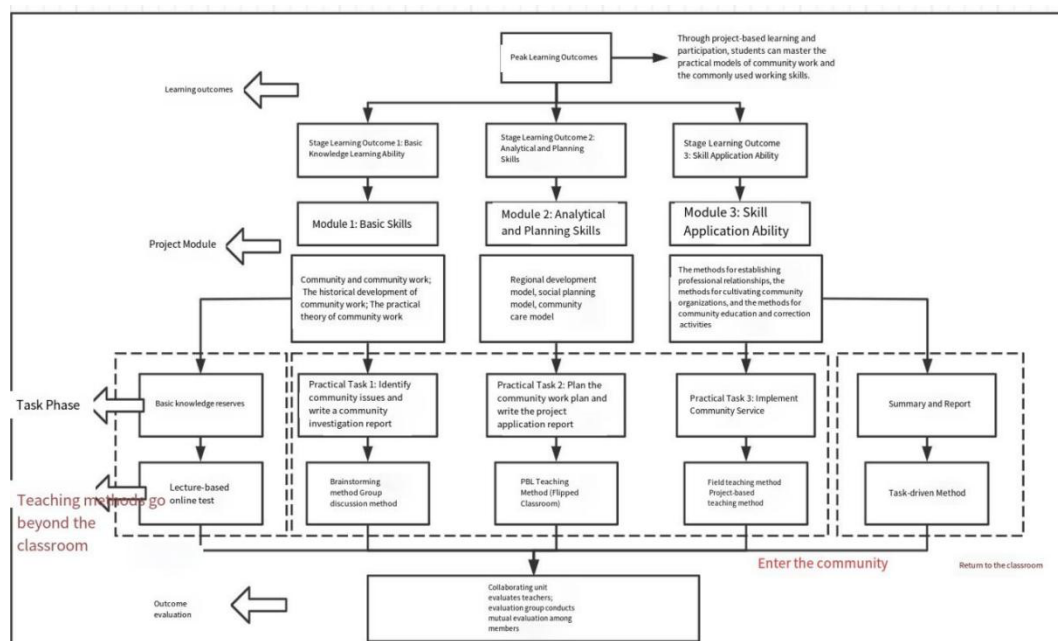 Peak Learning Outcomes
Through project-based learning and
participation, students can master the
practical models of community work and
the commonly used working skills.
Learning outcomes
Stage Learning Outcome 1: Basic
Knowledge Learning Ability
Stage Learning Outcome 2:
Analytical and Planning
Skills
Stage Learning Outcome
3: Skill Application Ability
Module 1: Basic Skills
Module 2: Analytical
and Planning Skills
Module 3: Skill
Application Ability
Project Module
Community and community work;
The historical development of
community work; The practical
theory of community work
Regional development
model, social planning
model, community
care model
The methods for establishing
professional relationships, the
methods for cultivating community
organizations, and the methods for
community education and correction
activities
Task Phase
Basic knowledge reserves
Practical Task 1: Identify
community issues and
write a community
investigation report
Practical Task 2: Plan the
community work plan and
write the project
application report
Practical Task 3: Implement
Community Service
Summary and Report
Teaching methods go
beyond the
classroom
Lecture-based
online test
Brainstorming
method Group
discussion method
PBL Teaching
Method (Flipped
Classroom)
Field teaching method
Project-based
teaching method
Task-driven Method
Enter the community
Return to the classroom
Outcome
evaluation
Collaborating unit
evaluates teachers;
evaluation group conducts
mutual evaluation among
members